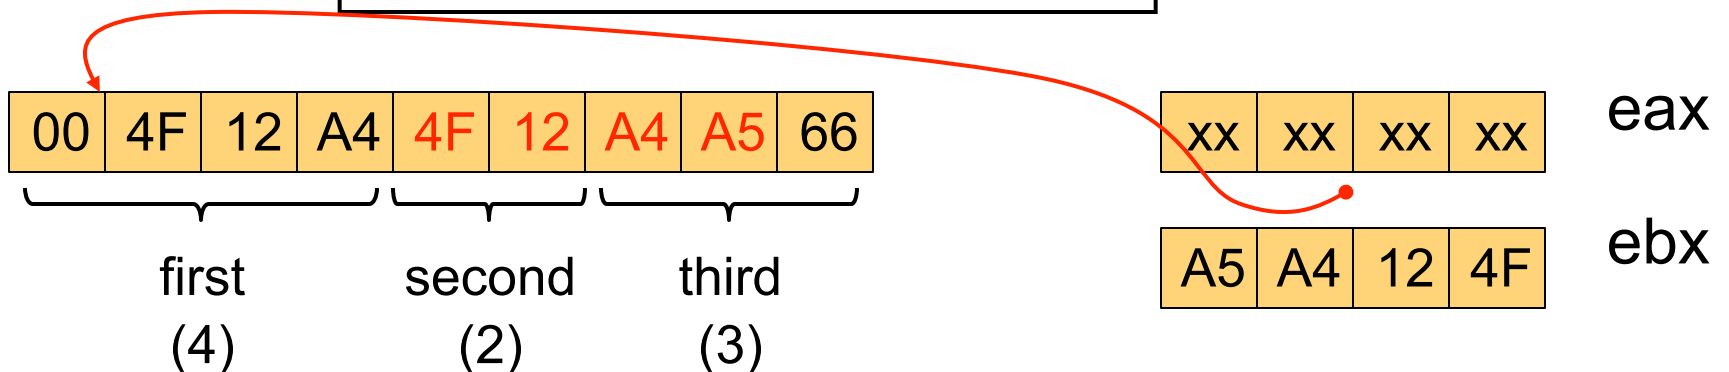 00 4F 12 A4 4F 12 A4 A5 66
xx xx xx xx eax
A5 A4 12 4F ebx
first second third
(4) (2) (3)